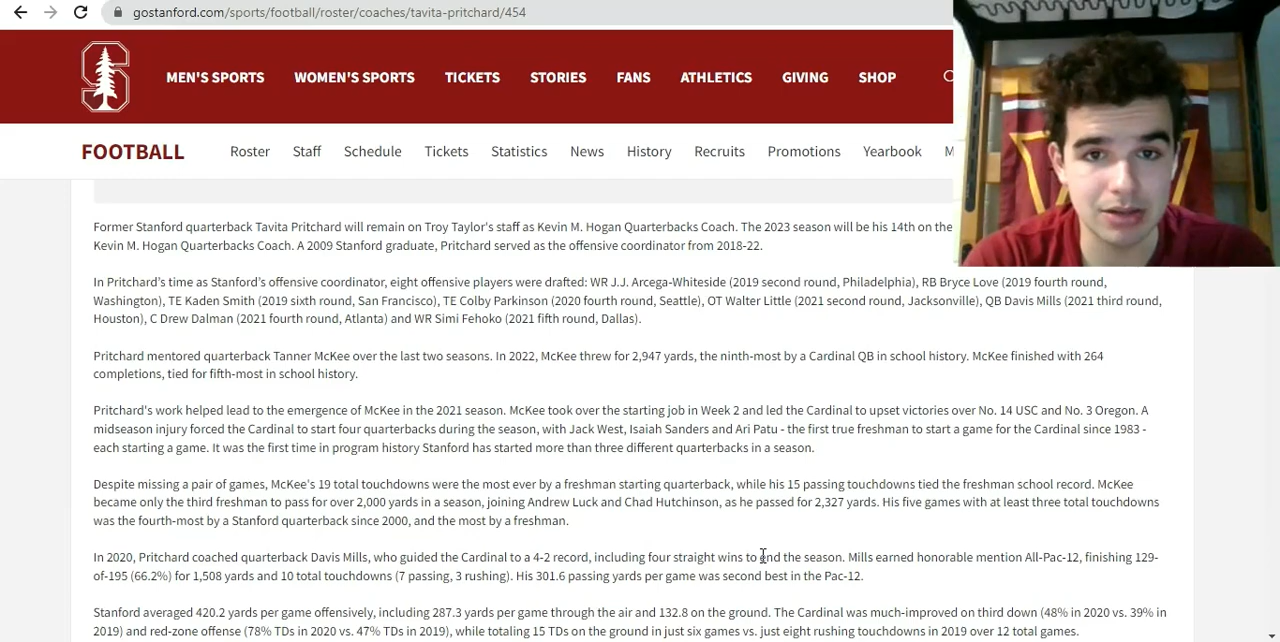 gostanford.com/sports/football/roster/coaches/tavita-pritchard/454
S
MEN'S SPORTS WOMEN'S SPORTS TICKETS STORIES FANS ATHLETICS GIVING SHOP
FOOTBALL Roster Staff Schedule Tickets Statistics News History Recruits Promotions Yearbook M
Former Stanford quarterback Tavita Pritchard will remain on Troy Taylor's staff as Kevin M. Hogan Quarterbacks Coach. The 2023 season will be his 14th on the
Kevin M. Hogan Quarterbacks Coach. A 2009 Stanford graduate, Pritchard served as the offensive coordinator from 2018-22.
In Pritchard's time as Stanford's offensive coordinator, eight offensive players were drafted: WR J.J. Arcega-Whiteside (2019 second round, Philadelphia), RB Bryce Love (2019 fourth round,
Washington), TE Kaden Smith (2019 sixth round, San Francisco), TE Colby Parkinson (2020 fourth round, Seattle), OT Walter Little (2021 second round, Jacksonville), QB Davis Mills (2021 third round,
Houston), C Drew Dalman (2021 fourth round, Atlanta) and WR Simi Fehoko (2021 fifth round, Dallas).
Pritchard mentored quarterback Tanner McKee over the last two seasons. In 2022, McKee threw for 2,947 yards, the ninth-most by a Cardinal QB in school history. McKee finished with 264
completions, tied for fifth-most in school history.
Pritchard's work helped lead to the emergence of McKee in the 2021 season. McKee took over the starting job in Week 2 and led the Cardinal to upset victories over No. 14 USC and No. 3 Oregon. A
midseason injury forced the Cardinal to start four quarterbacks during the season, with Jack West, Isaiah Sanders and Ari Patu - the first true freshman to start a game for the Cardinal since 1983 -
each starting a game. It was the first time in program history Stanford has started more than three different quarterbacks in a season.
Despite missing a pair of games, McKee's 19 total touchdowns were the most ever by a freshman starting quarterback, while his 15 passing touchdowns tied the freshman school record. McKee
became only the third freshman to pass for over 2,000 yards in a season, joining Andrew Luck and Chad Hutchinson, as he passed for 2,327 yards. His five games with at least three total touchdowns
was the fourth-most by a Stanford quarterback since 2000, and the most by a freshman.
In 2020, Pritchard coached quarterback Davis Mills, who guided the Cardinal to a 4-2 record, including four straight wins to end the season. Mills earned honorable mention All-Pac-12, finishing 129-
of-195 (66.2%) for 1,508 yards and 10 total touchdowns (7 passing, 3 rushing). His 301.6 passing yards per game was second best in the Pac-12.
Stanford averaged 420.2 yards per game offensively, including 287.3 yards per game through the air and 132.8 on the ground. The Cardinal was much-improved on third down (48% in 2020 vs. 39% in
2019) and red-zone offense (78% TDs in 2020 vs. 47% TDs in 2019), while totaling 15 TDs on the ground in just six games vs. just eight rushing touchdowns in 2019 over 12 total games.